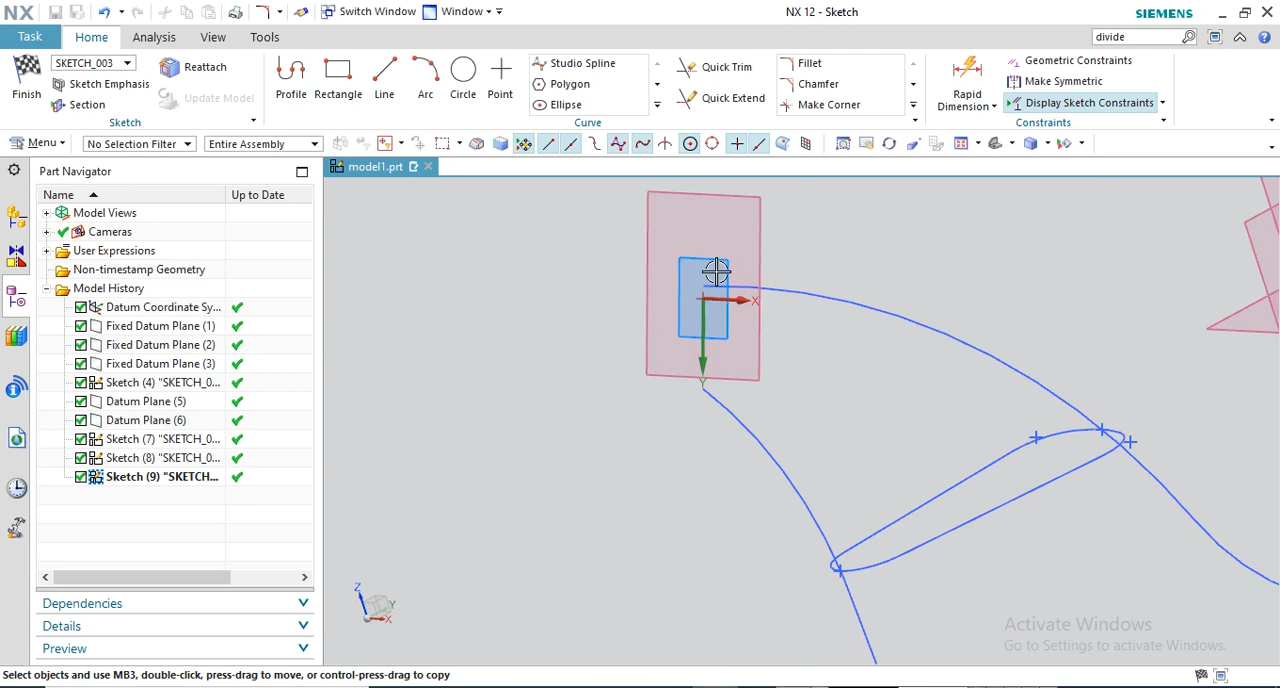 NX
Switch Window
Window
NX 12 - Sketch
SIEMENS
Task
Home
Analysis
View
Tools
divide
Finish
SKETCH_003
Sketch Emphasis
Section
Reattach
Update Model
Sketch
Profile
Rectangle
Line
Arc
Circle
Point
Studio Spline
Polygon
Ellipse
Quick Trim
Quick Extend
Fillet
Chamfer
Make Corner
Curve
Rapid
Dimension
Geometric Constraints
Make Symmetric
Display Sketch Constraints
Constraints
Menu
No Selection Filter
Entire Assembly
Part Navigator
model1.prt
Name
Up to Date
Model Views
Cameras
User Expressions
Non-timestamp Geometry
Model History
Datum Coordinate Sy...
Fixed Datum Plane (1)
Fixed Datum Plane (2)
Fixed Datum Plane (3)
Sketch (4) "SKETCH_0...
Datum Plane (5)
Datum Plane (6)
Sketch (7) "SKETCH_0...
Sketch (8) "SKETCH_0...
Sketch (9) "SKETCH...
Dependencies
Details
Preview
X
Y
Z
Y
X
Activate Windows
Go to Settings to activate Windows.
Select objects and use MB3, double-click, press-drag to move, or control-press-drag to copy